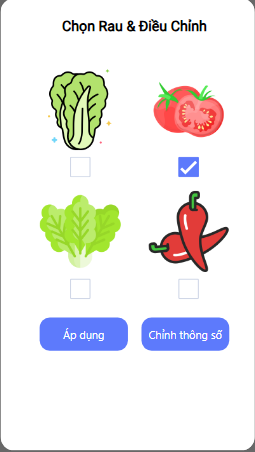 Chọn Rau & Điều Chỉnh
Áp dụng
Chỉnh thông số